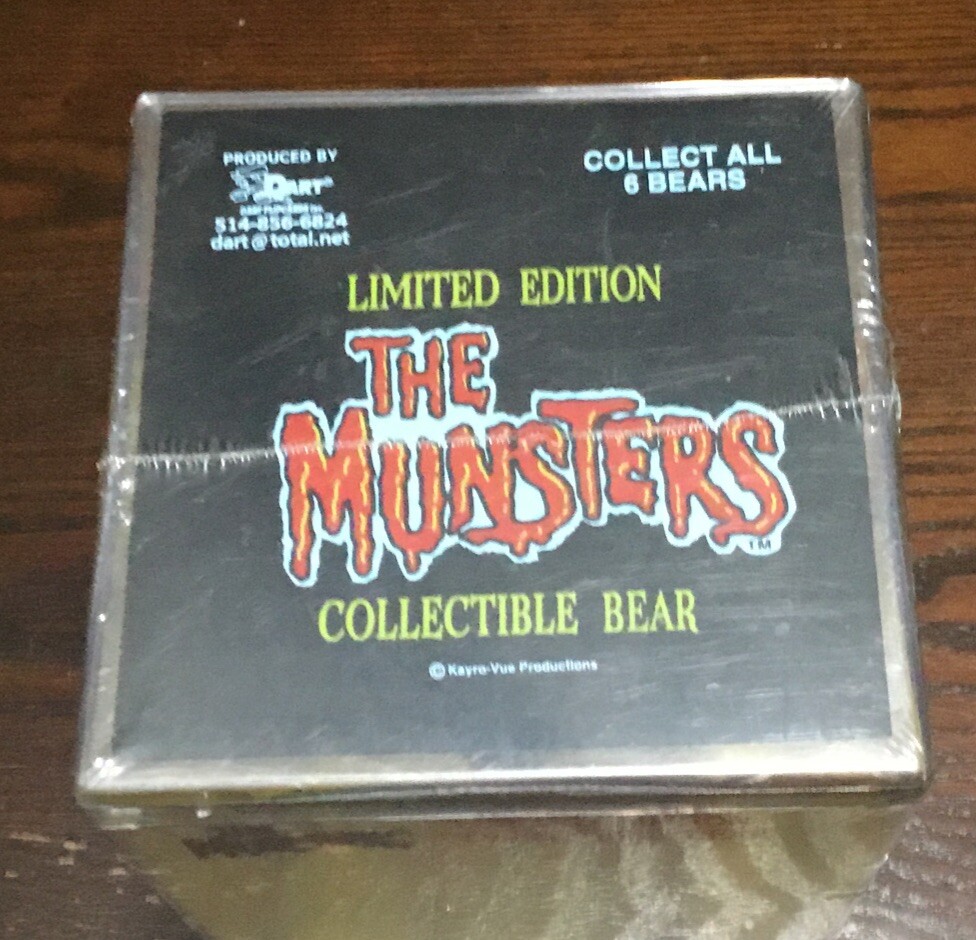 PRODUCED BY
DART®
514-856-6824
dart@total.net
COLLECT ALL
6 BEARS
LIMITED EDITION
THE
MUNSTERS
TM
COLLECTIBLE BEAR
© Kayro-Vue Productions